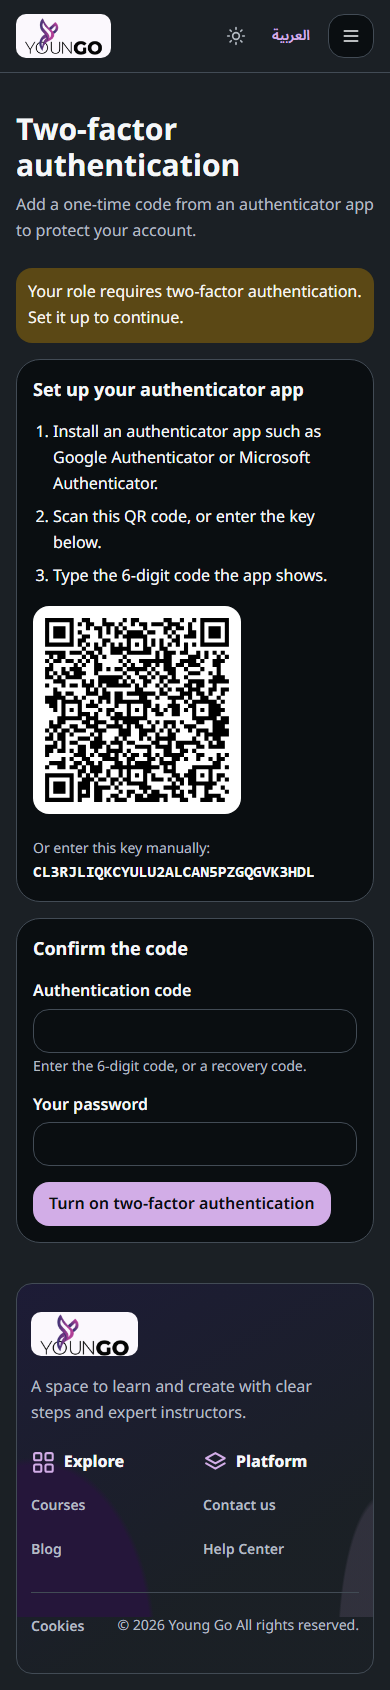 YOUNGO
العربية
Two-factor
authentication
Add a one-time code from an authenticator app
to protect your account.
Your role requires two-factor authentication.
Set it up to continue.
Set up your authenticator app
1. Install an authenticator app such as
Google Authenticator or Microsoft
Authenticator.
2. Scan this QR code, or enter the key
below.
3. Type the 6-digit code the app shows.
Or enter this key manually:
CL3RJLIQKCYULU2ALCAN5PZGQGVK3HDL
Confirm the code
Authentication code
Enter the 6-digit code, or a recovery code.
Your password
Turn on two-factor authentication
YOUNGO
A space to learn and create with clear
steps and expert instructors.
Explore
Platform
Courses
Contact us
Blog
Help Center
Cookies
© 2026 Young Go All rights reserved.